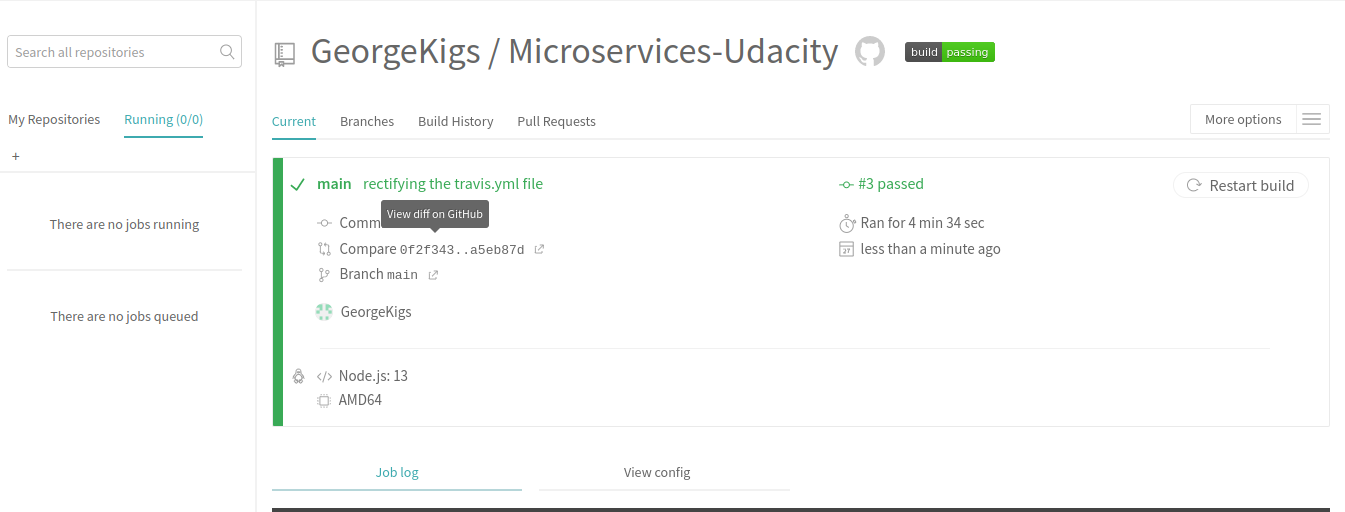 Search all repositories
My Repositories
Running (0/0)
+
There are no jobs running
There are no jobs queued
GeorgeKigs / Microservices-Udacity
build passing
Current
Branches
Build History
Pull Requests
More options
main rectifying the travis.yml file
#3 passed
Restart build
View diff on GitHub
Comm
Ran for 4 min 34 sec
Compare 0f2f343..a5eb87d
27 less than a minute ago
Branch main
GeorgeKigs
Node.js: 13
AMD64
Job log
View config